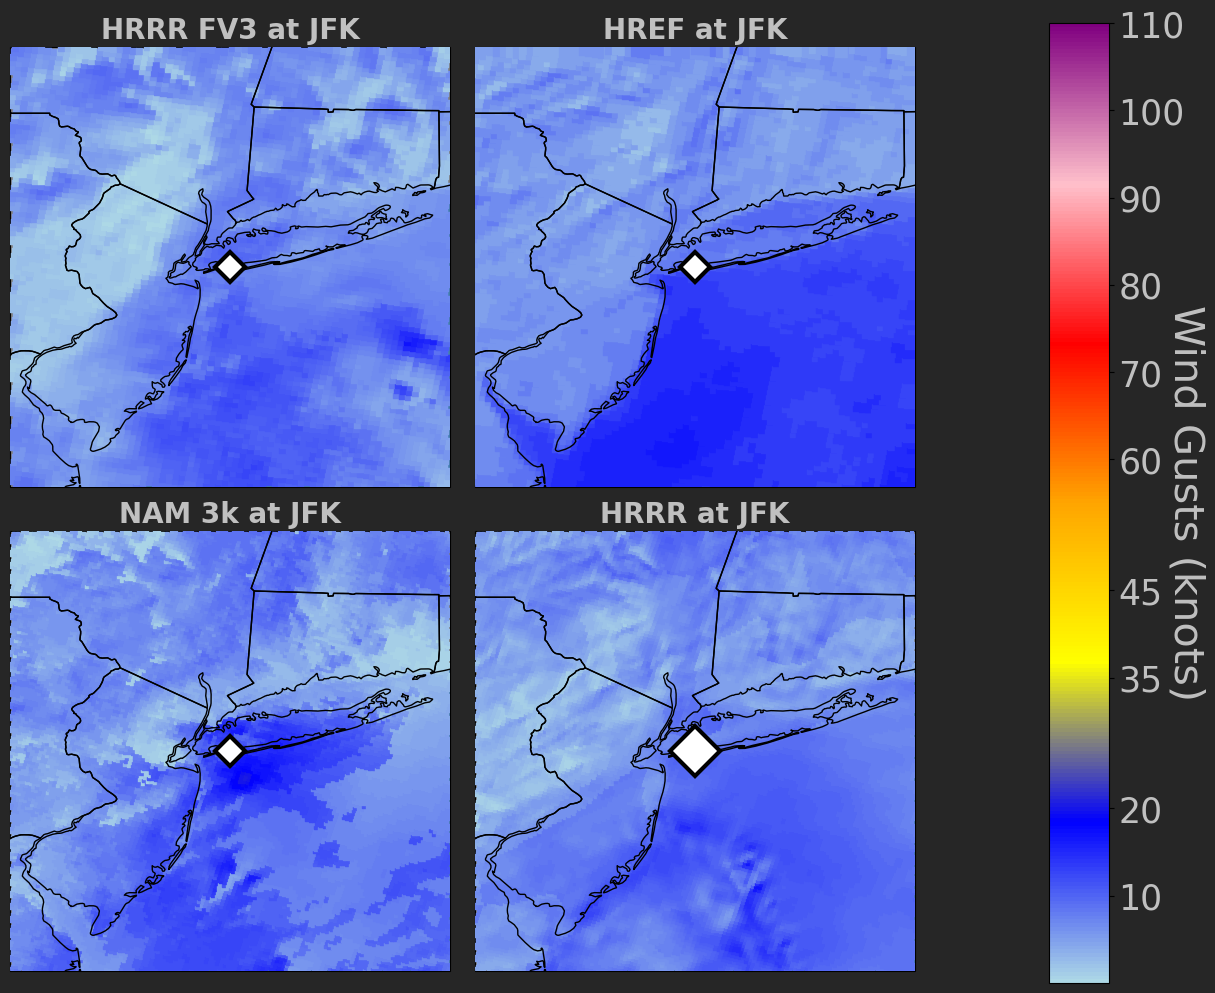 HRRR FV3 at JFK
HREF at JFK
NAM 3k at JFK
HRRR at JFK
110
100
90
80
70
60
45
35
20
10
Wind Gusts (knots)